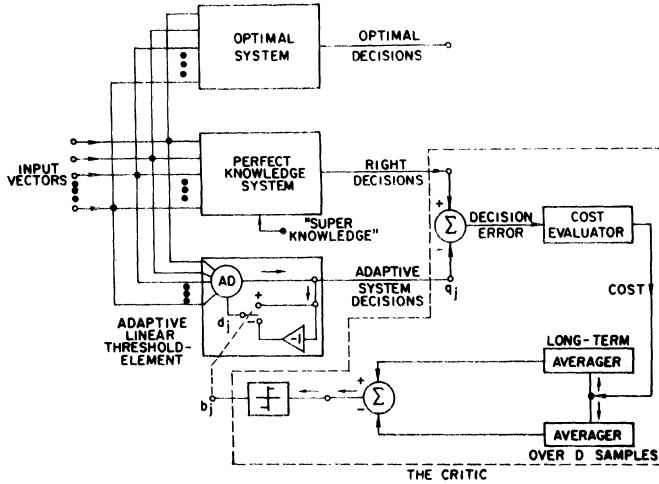 OPTIMAL
SYSTEM
OPTIMAL
DECISIONS
INPUT
VECTORS
PERFECT
KNOWLEDGE
SYSTEM
RIGHT
DECISIONS
"SUPER
KNOWLEDGE"
+
Σ
-
DECISION
ERROR
COST
EVALUATOR
AD
+
-
dj
-1
ADAPTIVE
SYSTEM
DECISIONS
qj
ADAPTIVE
LINEAR
THRESHOLD-
ELEMENT
COST
LONG-TERM
AVERAGER
bj
+
Σ
-
AVERAGER
OVER D SAMPLES
THE CRITIC